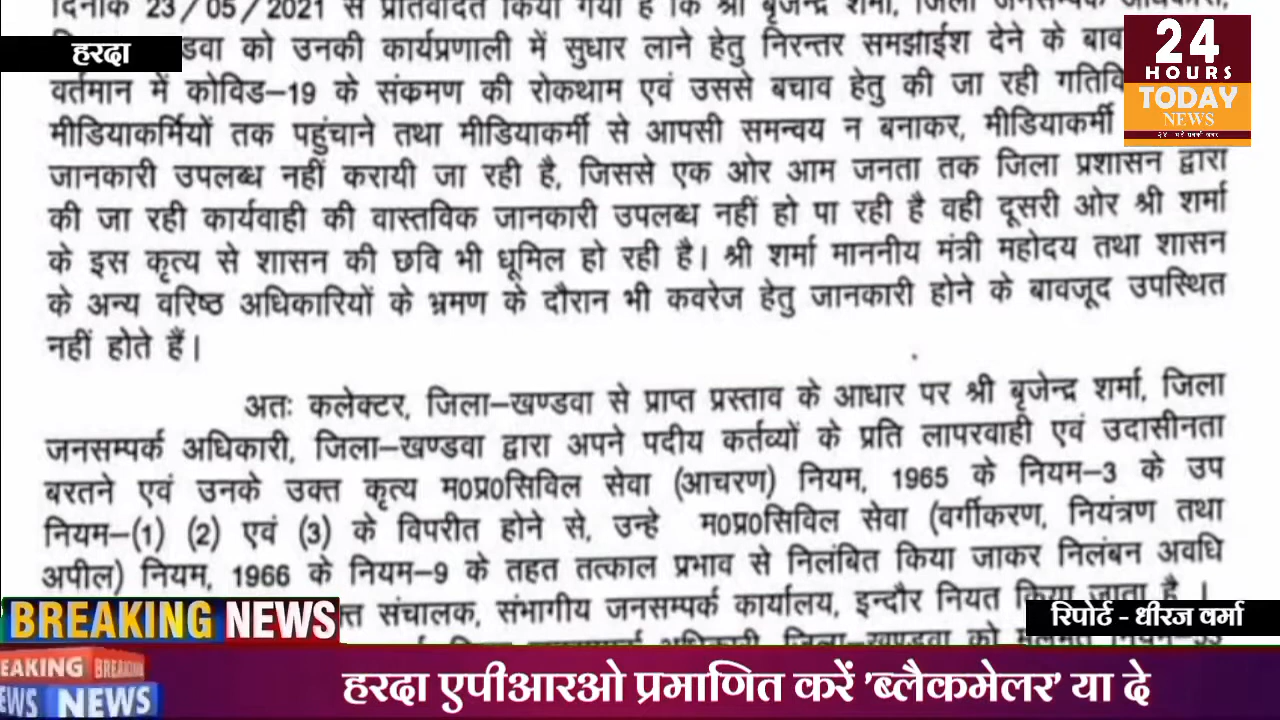 दिनांक 23/05/2021 से प्रतिवेदित किया गया है कि श्री बृजेन्द्र शर्मा, जिला जनसम्पर्क अधिकारी,
हरदा
डवा को उनकी कार्यप्रणाली में सुधार लाने हेतु निरन्तर समझाईश देने के बाव
वर्तमान में कोविड–19 के संकमण की रोकथाम एवं उससे बचाव हेतु की जा रही गतिवि
मीडियाकर्मियों तक पहुंचाने तथा मीडियाकर्मी से आपसी समन्वय न बनाकर, मीडियाकर्मी
जानकारी उपलब्ध नहीं करायी जा रही है, जिससे एक ओर आम जनता तक जिला प्रशासन द्वारा
की जा रही कार्यवाही की वास्तविक जानकारी उपलब्ध नहीं हो पा रही है वही दूसरी ओर श्री शर्मा
के इस कृत्य से शासन की छवि भी धूमिल हो रही है। श्री शर्मा माननीय मंत्री महोदय तथा शासन
के अन्य वरिष्ठ अधिकारियों के भ्रमण के दौरान भी कवरेज हेतु जानकारी होने के बावजूद उपस्थित
नहीं होते हैं।
अतः कलेक्टर, जिला–खण्डवा से प्राप्त प्रस्ताव के आधार पर श्री बृजेन्द्र शर्मा, जिला
जनसम्पर्क अधिकारी, जिला–खण्डवा द्वारा अपने पदीय कर्तव्यों के प्रति लापरवाही एवं उदासीनता
बरतने एवं उनके उक्त कृत्य म0प्र0सिविल सेवा (आचरण) नियम, 1965 के नियम–3 के उप
नियम–(1) (2) एवं (3) के विपरीत होने से, उन्हे म0प्र0सिविल सेवा (वर्गीकरण, नियंत्रण तथा
अपील) नियम, 1966 के नियम–9 के तहत तत्काल प्रभाव से निलंबित किया जाकर निलंबन अवधि
त्त संचालक, संभागीय जनसम्पर्क कार्यालय, इन्दौर नियत किया जाता है ।
24
HOURS
TODAY
NEWS
BREAKING NEWS
रिपोर्ट - धीरज वर्मा
EAKING BREAKING
EWS NEWS
हरदा एपीआरओ प्रमाणित करें 'ब्लैकमेलर' या दे